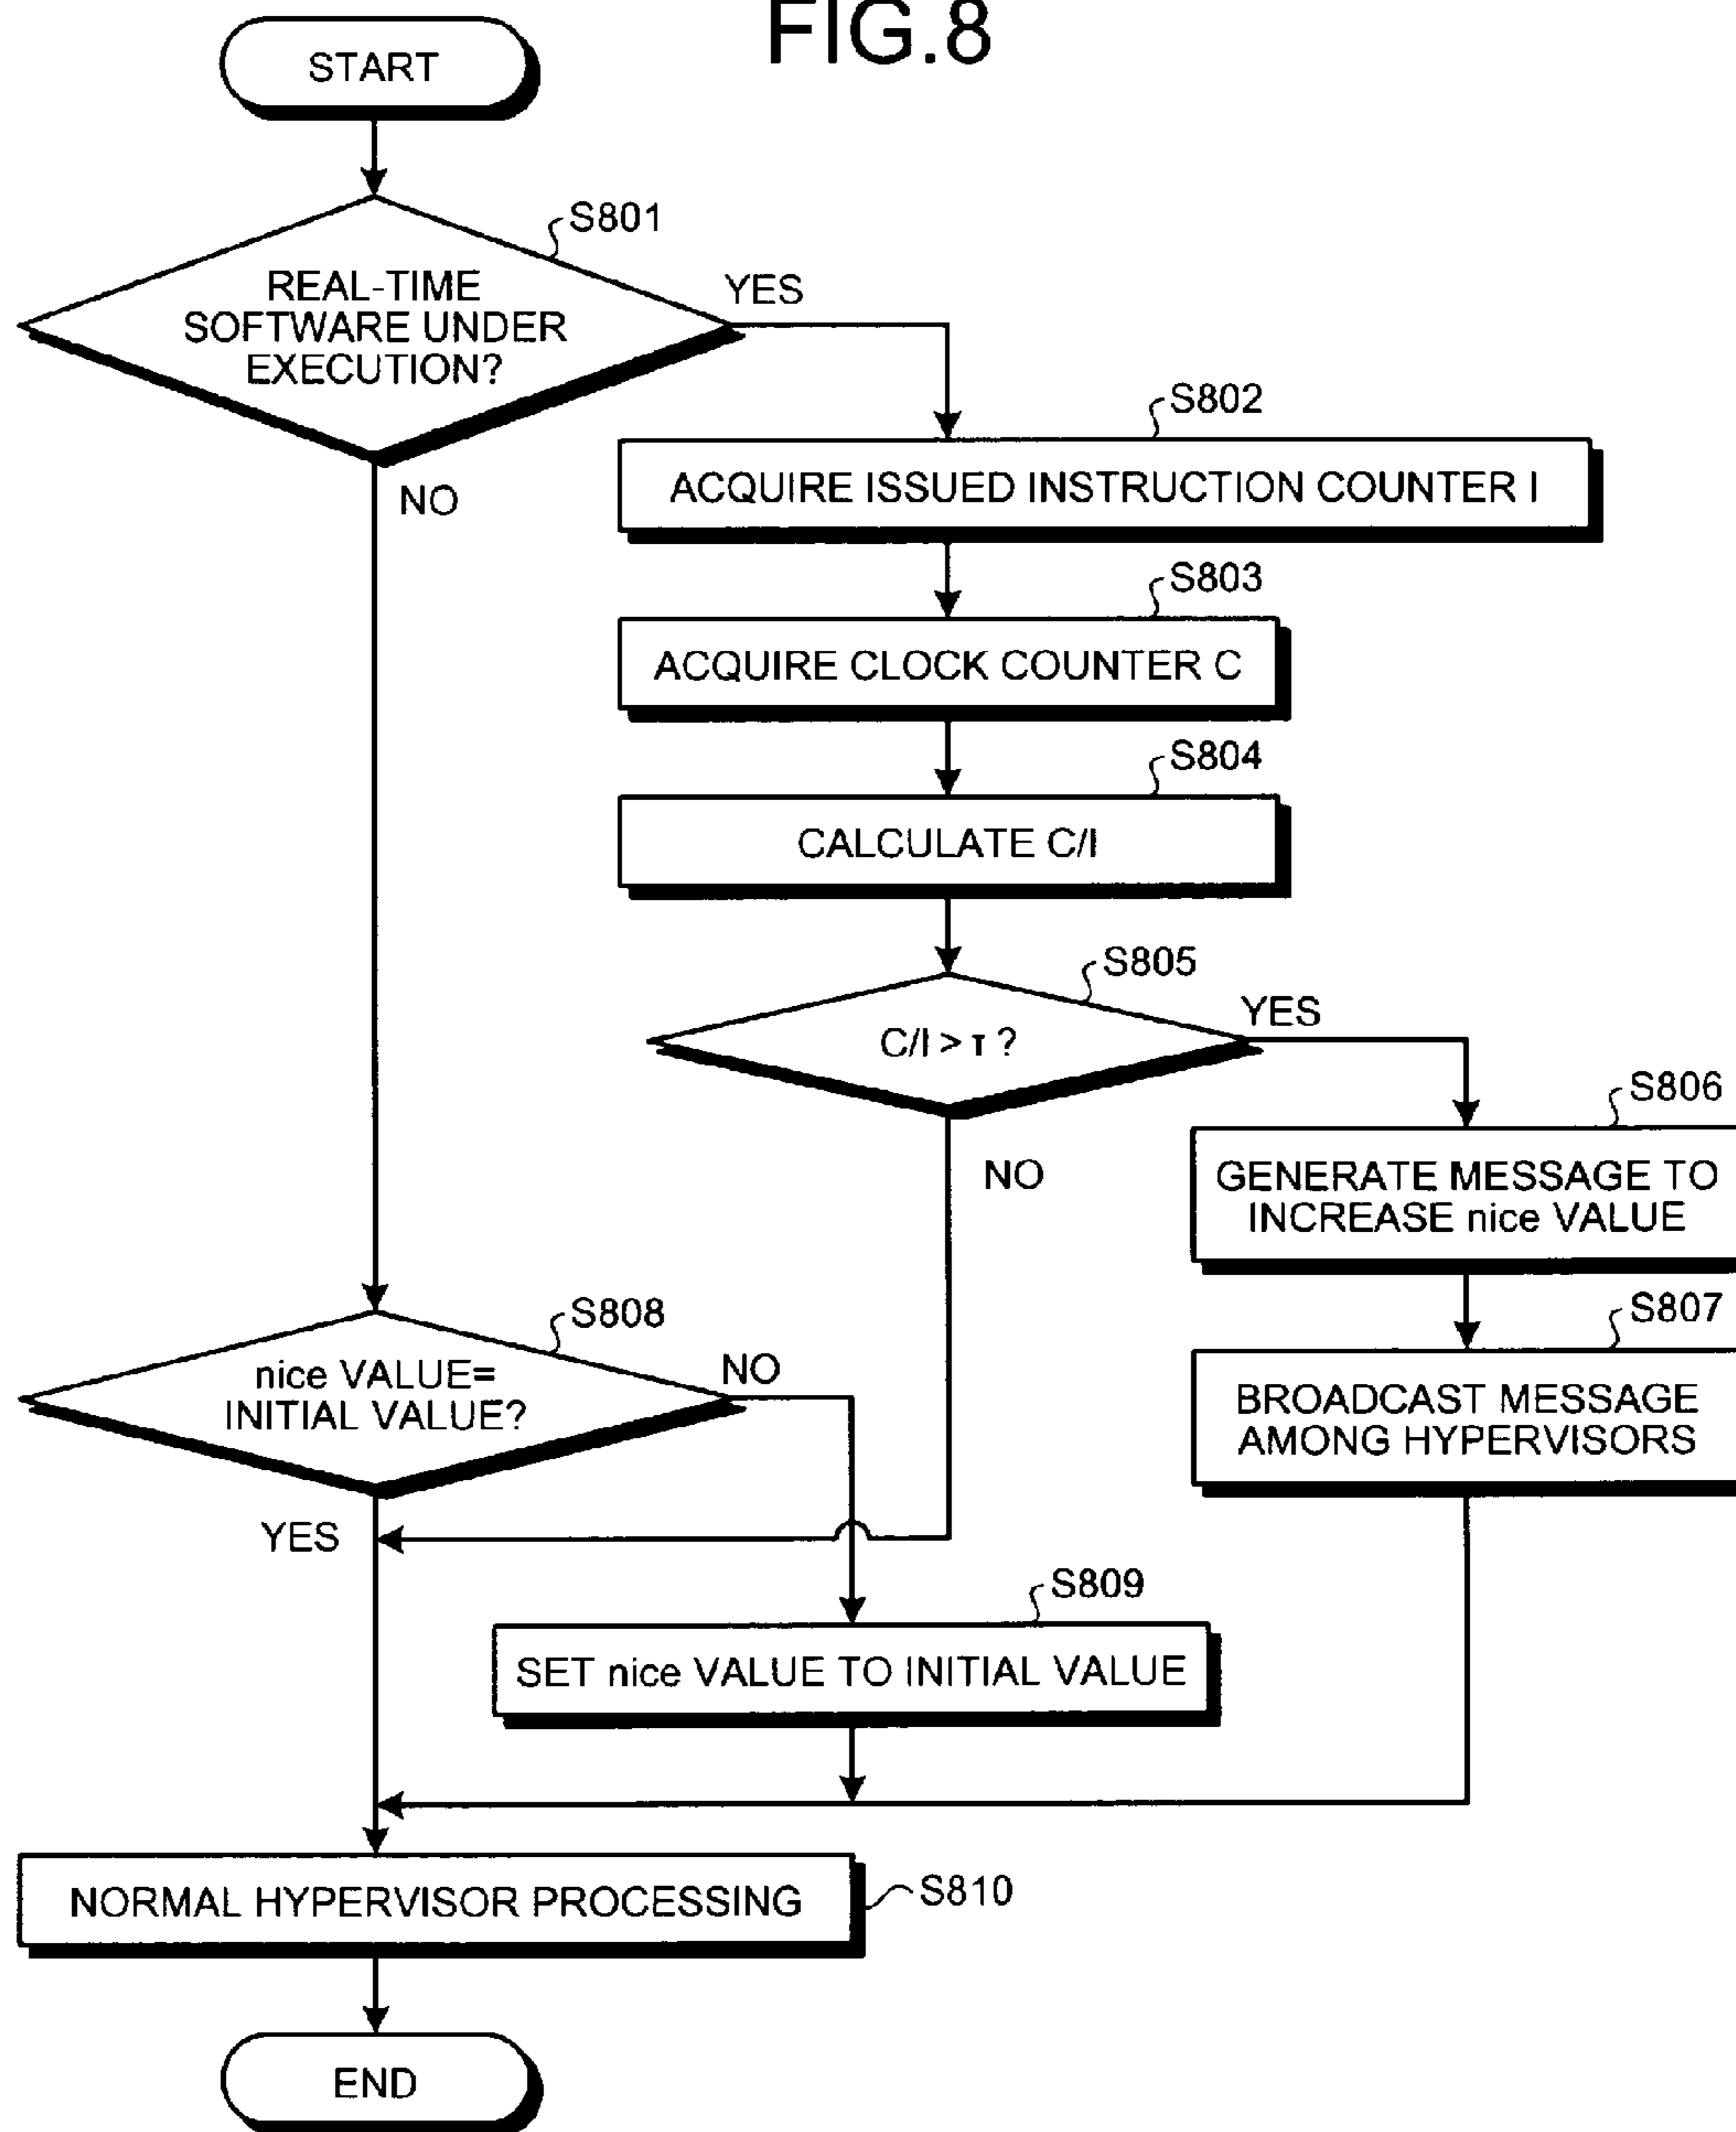 FIG.8
START
S801
REAL-TIME
SOFTWARE UNDER
EXECUTION?
YES
NO
S802
ACQUIRE ISSUED INSTRUCTION COUNTER I
S803
ACQUIRE CLOCK COUNTER C
S804
CALCULATE C/I
S805
C/I > τ ?
YES
NO
S806
GENERATE MESSAGE TO
INCREASE nice VALUE
S807
BROADCAST MESSAGE
AMONG HYPERVISORS
S808
nice VALUE=
INITIAL VALUE?
NO
YES
S809
SET nice VALUE TO INITIAL VALUE
NORMAL HYPERVISOR PROCESSING
S810
END